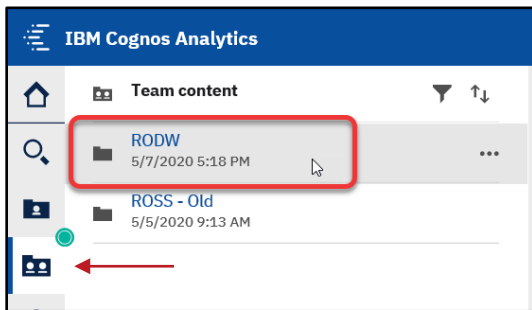 IBM Cognos Analytics
Team content
RODW
5/7/2020 5:18 PM
ROSS - Old
5/5/2020 9:13 AM